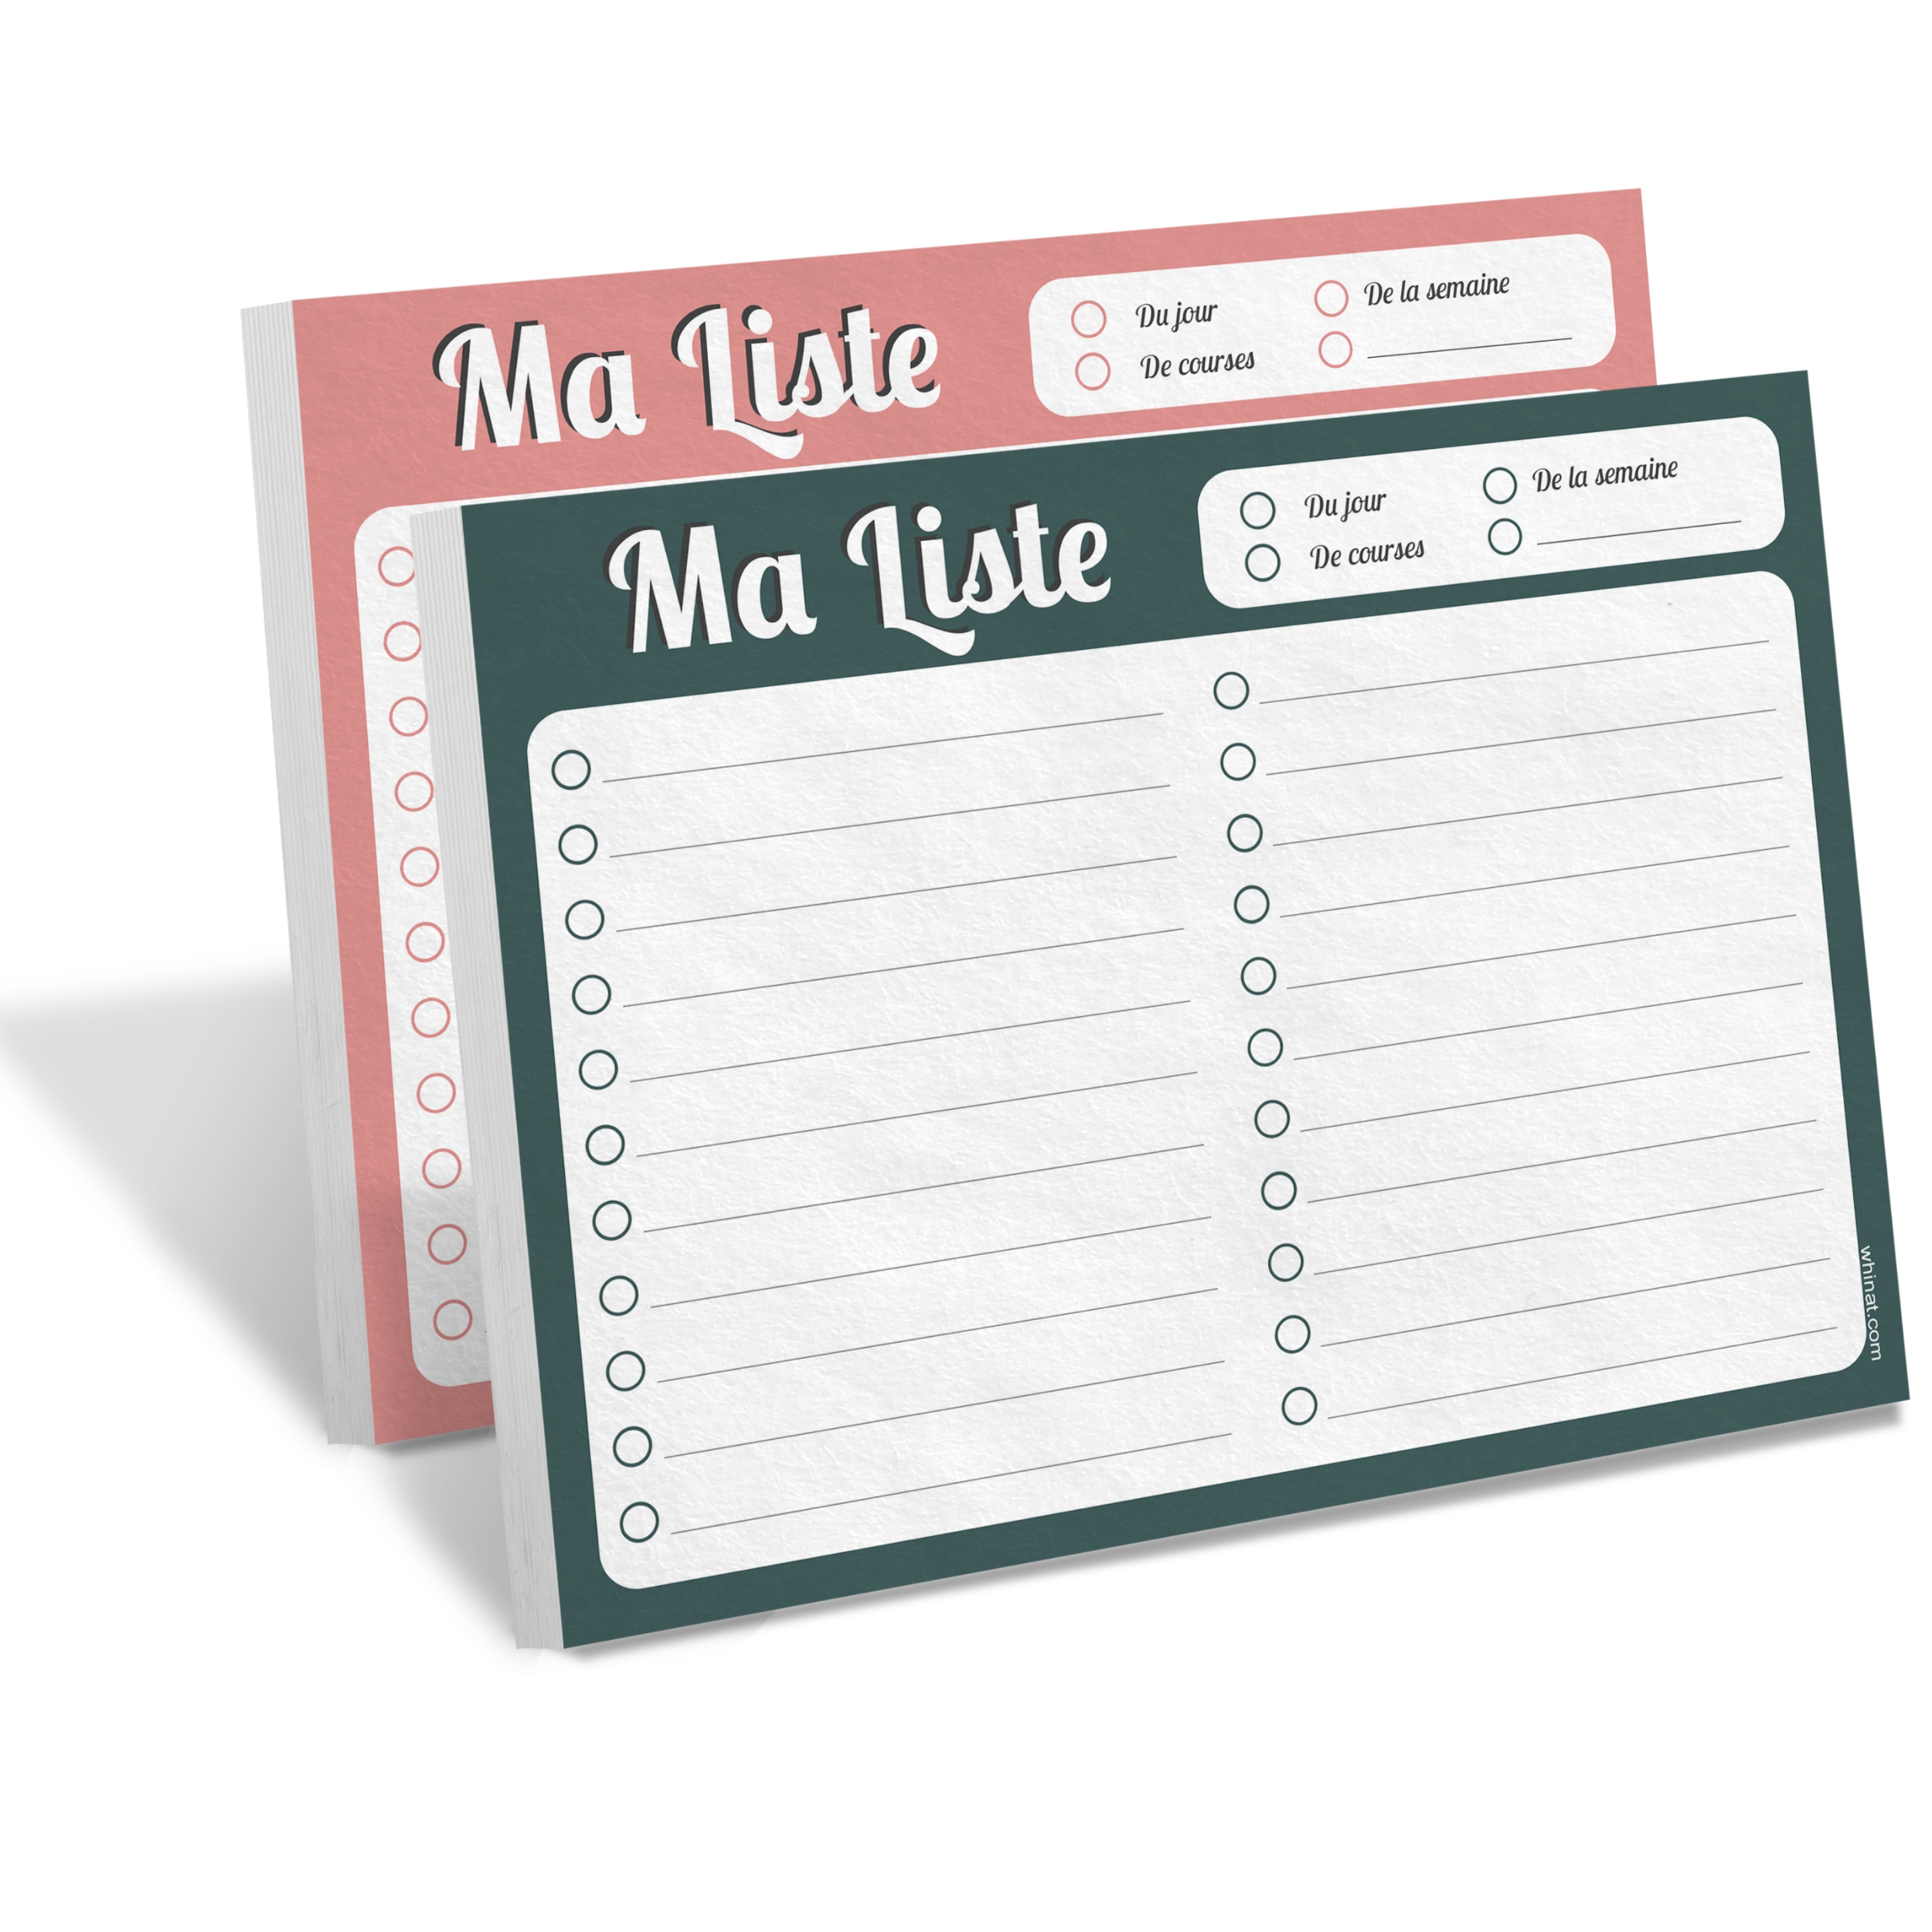 Ma Liste
Du jour
De la semaine
De courses
Ma Liste
Du jour
De la semaine
De courses
whinat.com